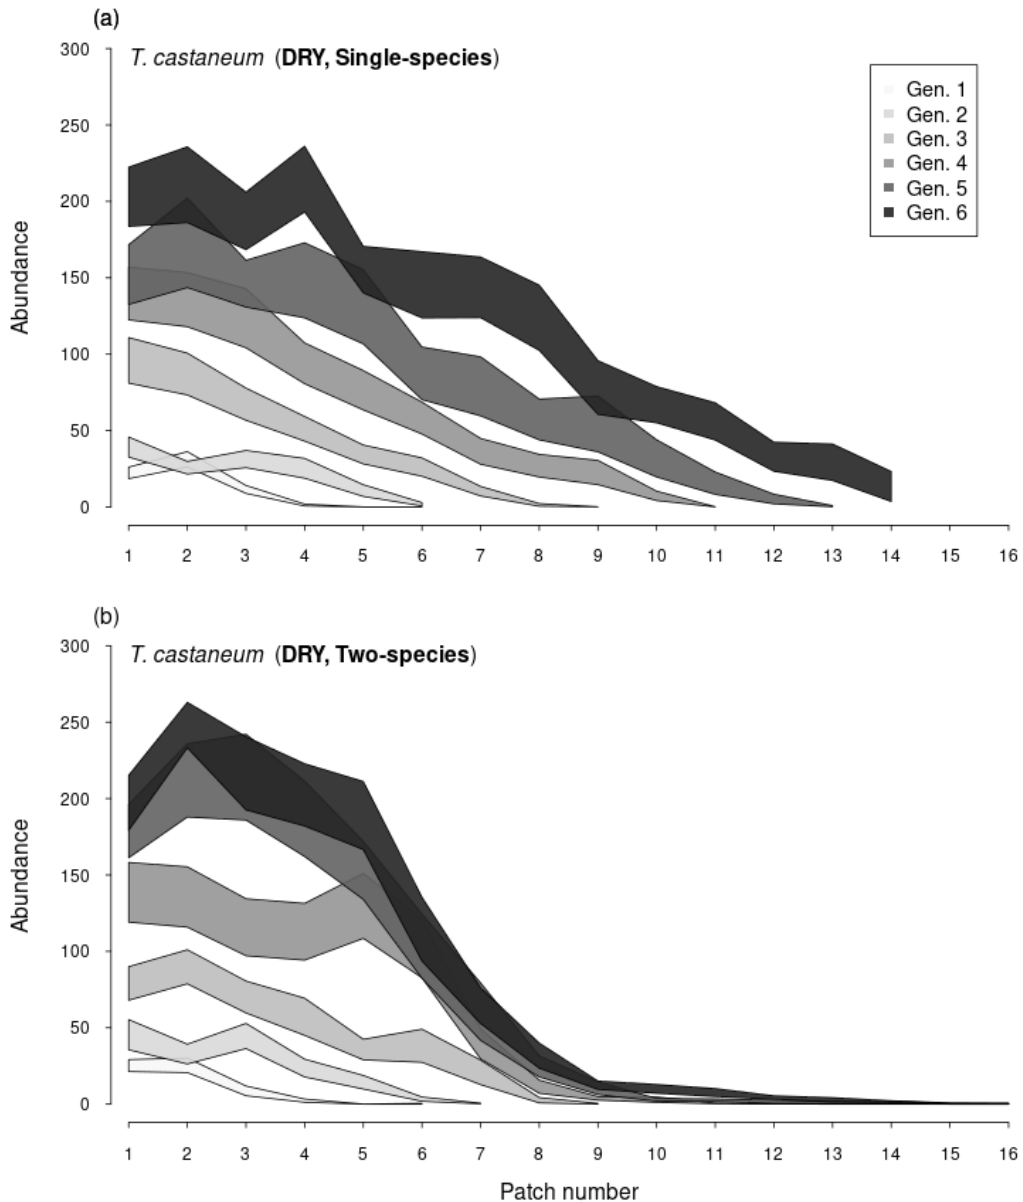 (a)
T. castaneum (DRY, Single-species)
300
250
200
150
100
50
0
Abundance
Gen. 1
Gen. 2
Gen. 3
Gen. 4
Gen. 5
Gen. 6
1 2 3 4 5 6 7 8 9 10 11 12 13 14 15 16
(b)
T. castaneum (DRY, Two-species)
300
250
200
150
100
50
0
Abundance
1 2 3 4 5 6 7 8 9 10 11 12 13 14 15 16
Patch number